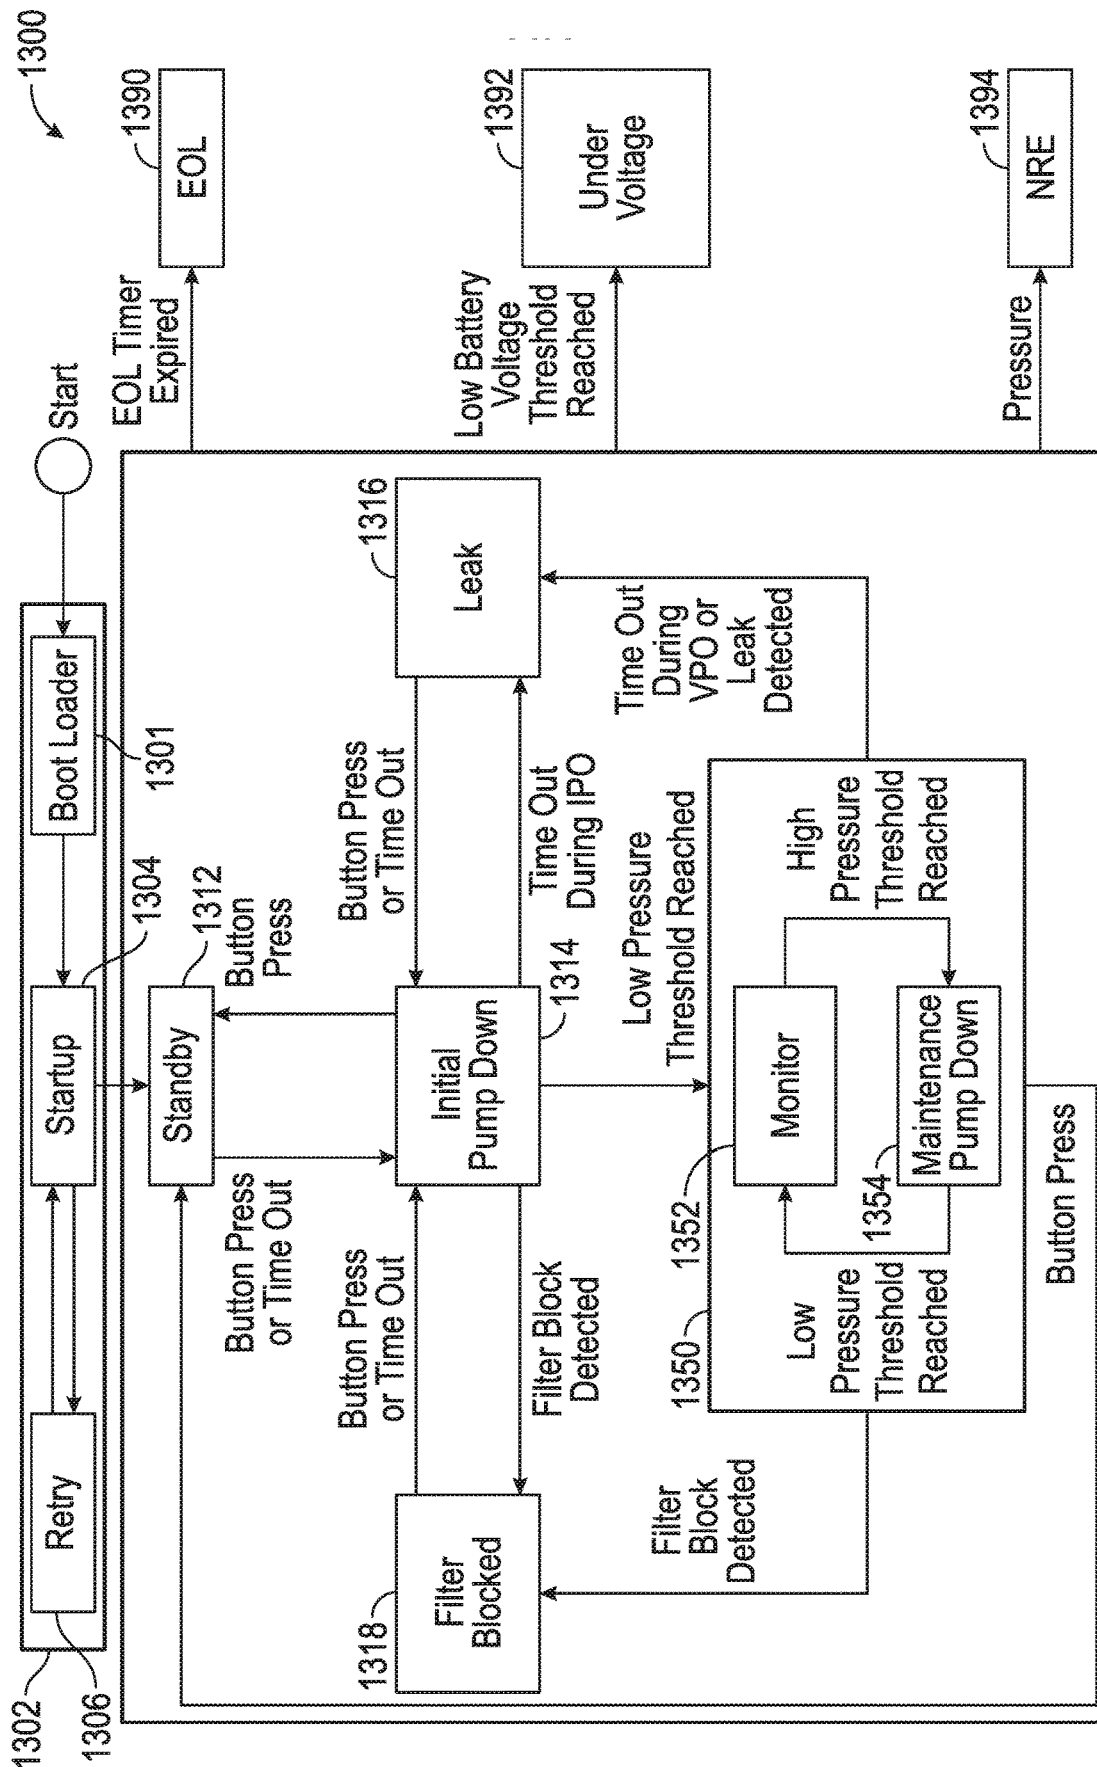 1300
Start
Boot Loader
1301
Startup
1304
Retry
1306
1302
Standby
1312
Button
Press
Button Press
or Time Out
Initial
Pump Down
1314
Button Press
or Time Out
Time Out
During IPO
Leak
1316
Button Press
or Time Out
Filter Block
Detected
Filter
Blocked
1318
Low Pressure
Threshold Reached
Time Out
During
VPO or
Leak
Detected
Filter
Block
Detected
1350
Monitor
1352
Maintenance
Pump Down
1354
High
Pressure
Threshold
Reached
Low
Pressure
Threshold
Reached
Button Press
EOL Timer
Expired
EOL
1390
Low Battery
Voltage
Threshold
Reached
Under
Voltage
1392
Pressure
NRE
1394